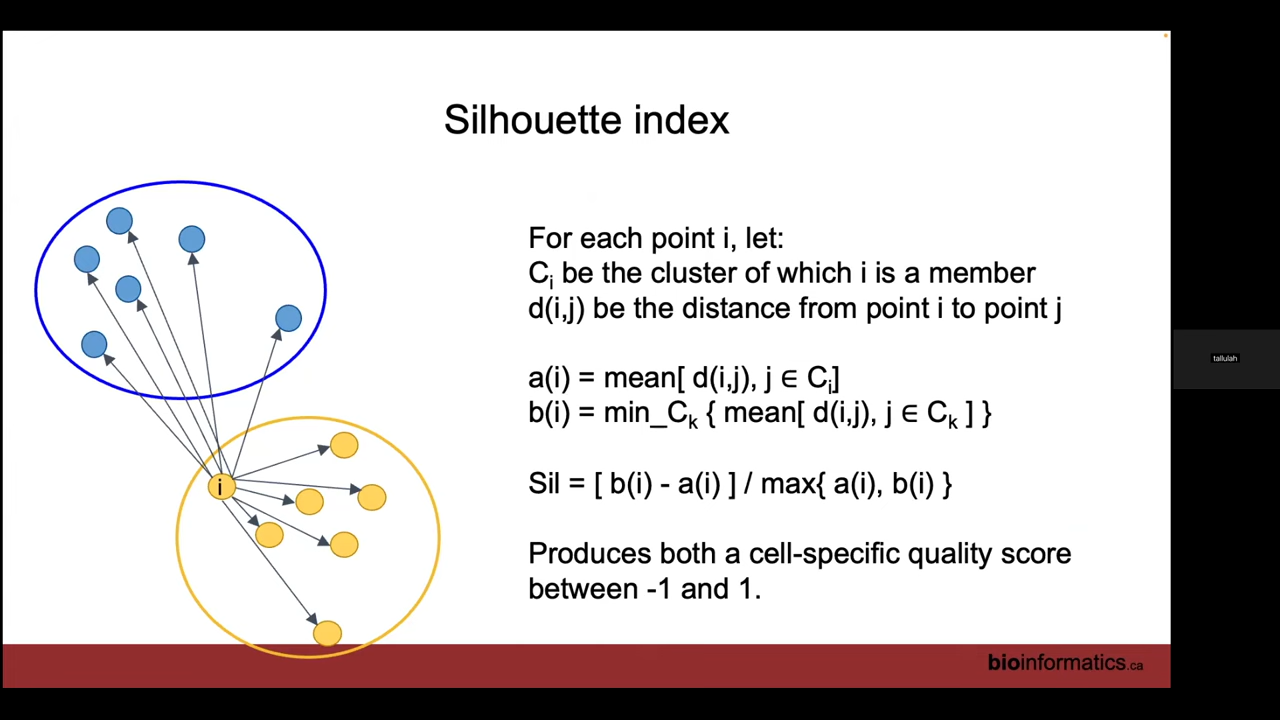 Silhouette index
For each point i, let:
Cᵢ be the cluster of which i is a member
d(i,j) be the distance from point i to point j
a(i) = mean[ d(i,j), j ∈ Cᵢ]
b(i) = min_Cₖ { mean[ d(i,j), j ∈ Cₖ ] }
Sil = [ b(i) - a(i) ] / max{ a(i), b(i) }
Produces both a cell-specific quality score
between -1 and 1.
i
bioinformatics.ca
tallulah